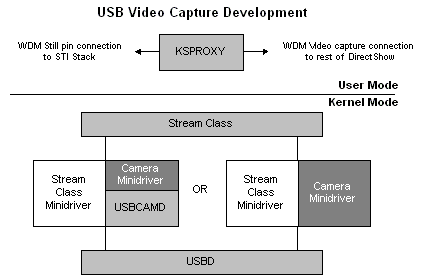 USB Video Capture Development
WDM Still pin connection
to STI Stack
KSPROXY
WDM Video capture connection
to rest of DirectShow
User Mode
Kernel Mode
Stream Class
Stream
Class
Minidriver
Camera
Minidriver
USBCAMD
OR
Stream
Class
Minidriver
Camera
Minidriver
USBD